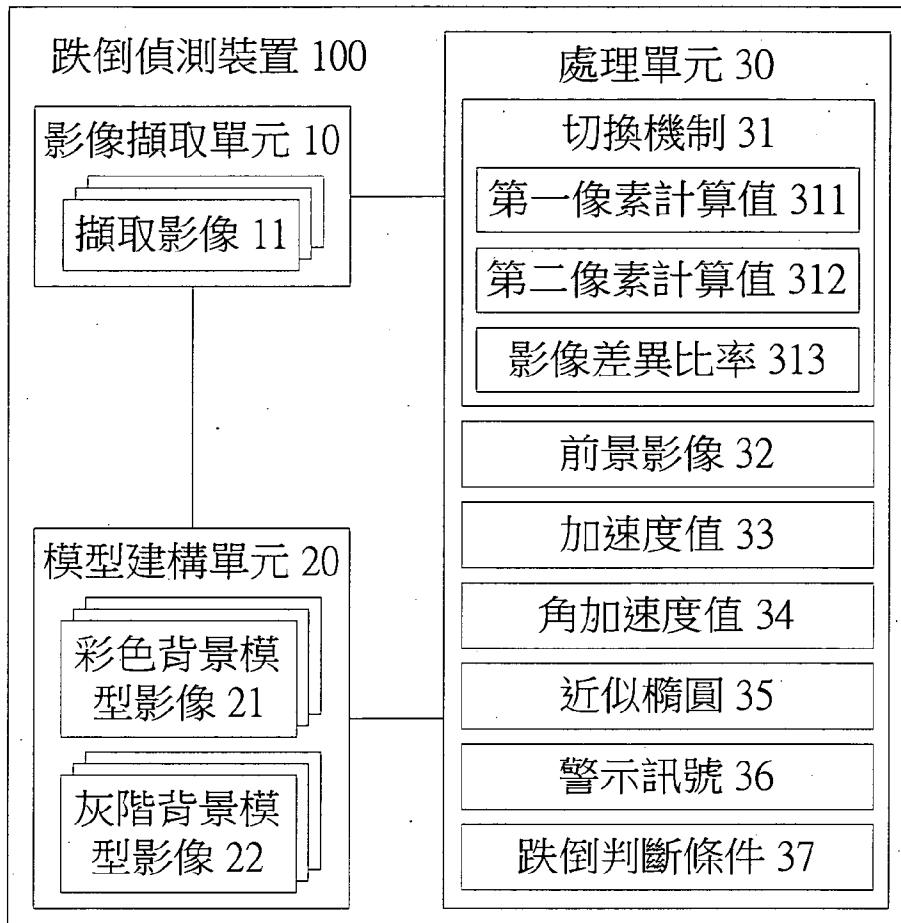 跌倒偵測裝置 100
影像擷取單元 10
擷取影像 11
模型建構單元 20
彩色背景模
型影像 21
灰階背景模
型影像 22
處理單元 30
切換機制 31
第一像素計算值 311
第二像素計算值 312
影像差異比率 313
前景影像 32
加速度值 33
角加速度值 34
近似橢圓 35
警示訊號 36
跌倒判斷條件 37